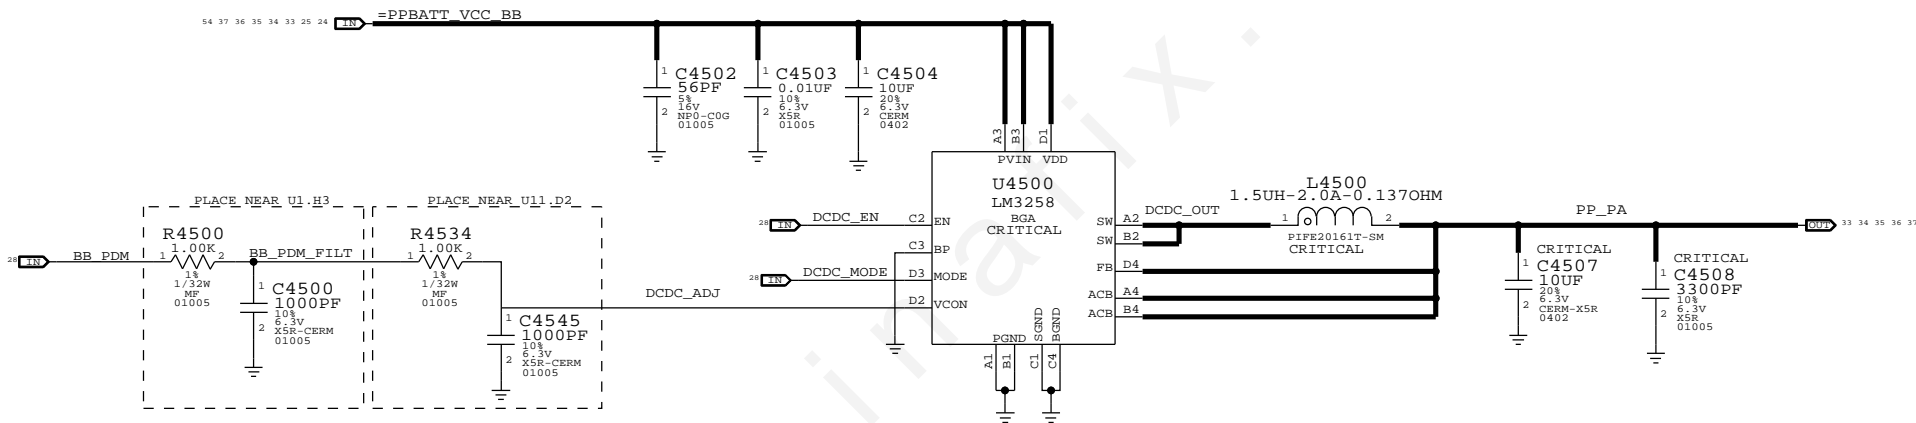 54 37 36 35 34 33 25 24 IN =PPBATT_VCC_BB
1 C4502
56PF
5%
16V
2 NP0-C0G
01005
1 C4503
0.01UF
10%
6.3V
2 X5R
01005
1 C4504
10UF
20%
6.3V
2 CERM
0402
A3 B3 D1
PVIN VDD
U4500
LM3258
BGA
CRITICAL
28 IN DCDC_EN C2 EN
C3 BP
28 IN DCDC_MODE D3 MODE
DCDC_ADJ D2 VCON
SW A2 DCDC_OUT
SW B2
FB D4
ACB A4
ACB B4
PGND SGND BGND
A1 B1 C1 C4
L4500
1.5UH-2.0A-0.137OHM
1 2
PIFE20161T-SM
CRITICAL
PP_PA
OUT 33 34 35 36 37
CRITICAL
1 C4507
10UF
20%
6.3V
2 CERM-X5R
0402
CRITICAL
1 C4508
3300PF
10%
6.3V
2 X5R
01005
PLACE NEAR U1.H3
R4500
1.00K
28 IN BB_PDM 1 2 BB_PDM_FILT
1%
1/32W
MF
01005
1 C4500
1000PF
10%
6.3V
2 X5R-CERM
01005
PLACE NEAR U11.D2
R4534
1.00K
1 2
1%
1/32W
MF
01005
1 C4545
1000PF
10%
6.3V
2 X5R-CERM
01005
inafix.